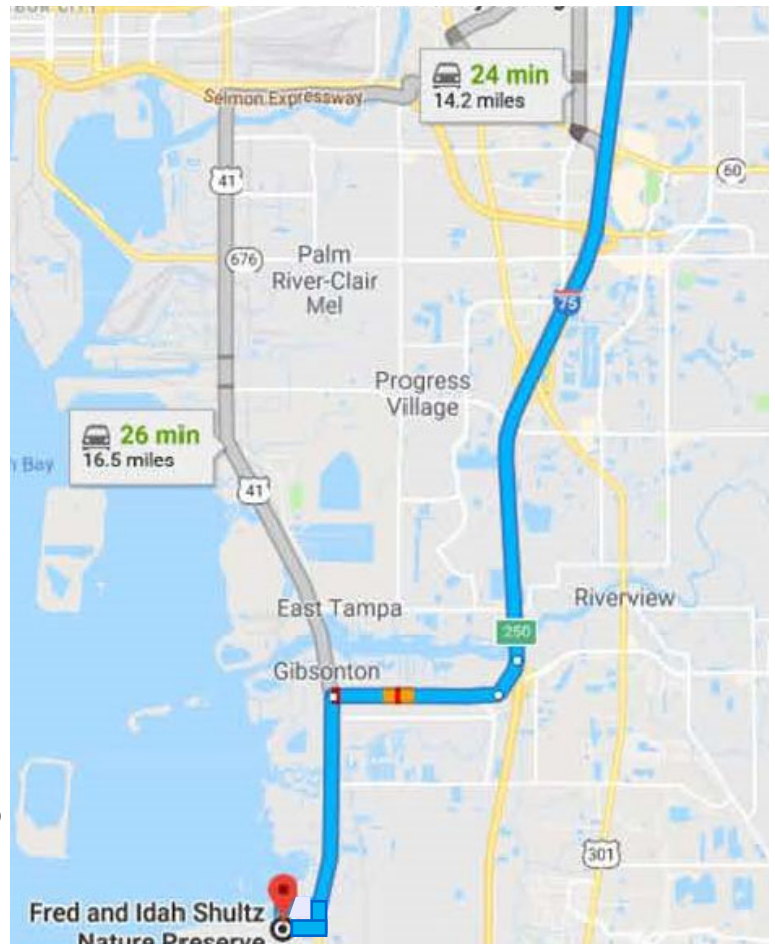 24 min
14.2 miles
Selmon Expressway
60
41
676
Palm
River-Clair
Mel
75
Progress
Village
26 min
16.5 miles
Bay
41
East Tampa
Riverview
250
Gibsonton
301
Fred and Idah Shultz
Nature Preserve